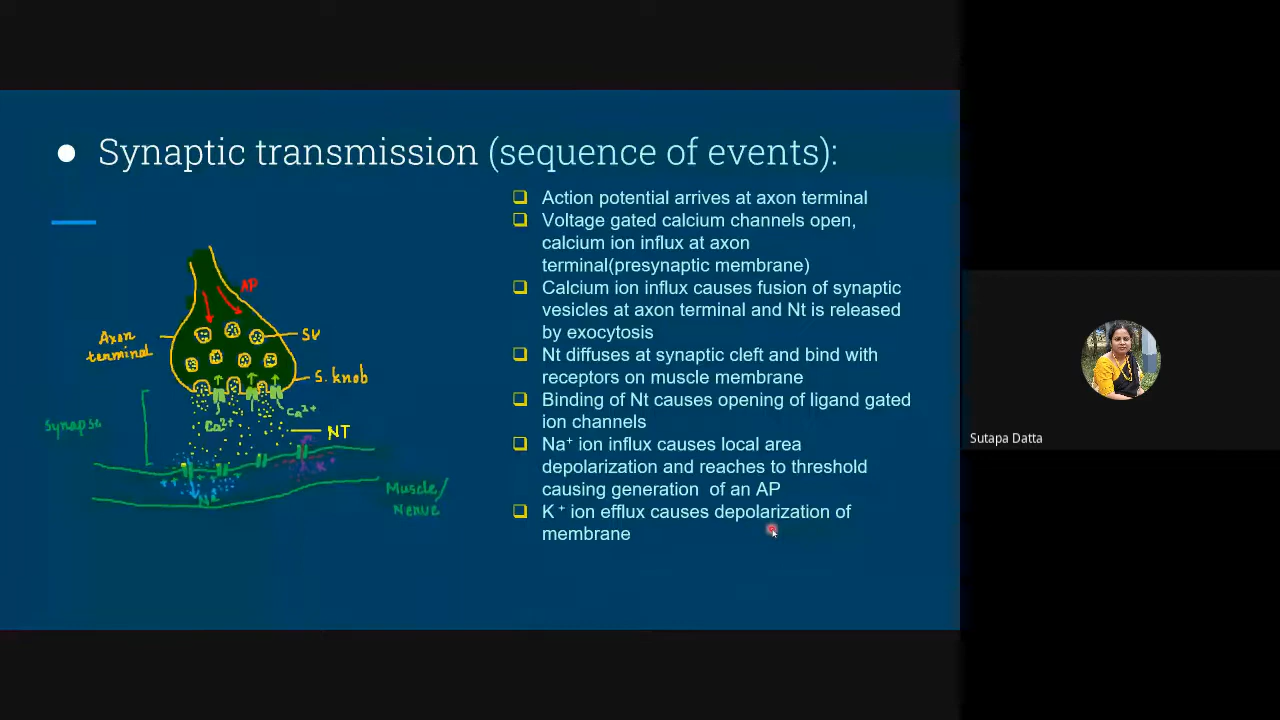 ● Synaptic transmission (sequence of events):
❑ Action potential arrives at axon terminal
❑ Voltage gated calcium channels open,
calcium ion influx at axon
terminal(presynaptic membrane)
❑ Calcium ion influx causes fusion of synaptic
vesicles at axon terminal and Nt is released
by exocytosis
❑ Nt diffuses at synaptic cleft and bind with
receptors on muscle membrane
❑ Binding of Nt causes opening of ligand gated
ion channels
❑ Na⁺ ion influx causes local area
depolarization and reaches to threshold
causing generation of an AP
❑ K⁺ ion efflux causes depolarization of
membrane
AP
Axon
terminal
SV
S. knob
Ca²⁺
Ca²⁺
Synapse
NT
K⁺
Na
Muscle/
Nerve
Sutapa Datta